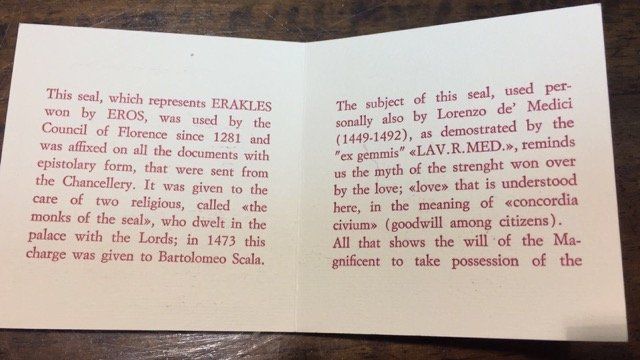 This seal, which represents ERAKLES
won by EROS, was used by the
Council of Florence since 1281 and
was affixed on all the documents with
epistolary form, that were sent from
the Chancellery. It was given to the
care of two religious, called «the
monks of the seal», who dwelt in the
palace with the Lords; in 1473 this
charge was given to Bartolomeo Scala.
The subject of this seal, used per-
sonally also by Lorenzo de' Medici
(1449-1492), as demostrated by the
"ex gemmis" «LAV.R.MED.», reminds
us the myth of the strenght won over
by the love; «love» that is understood
here, in the meaning of «concordia
civium» (goodwill among citizens).
All that shows the will of the Ma-
gnificent to take possession of the